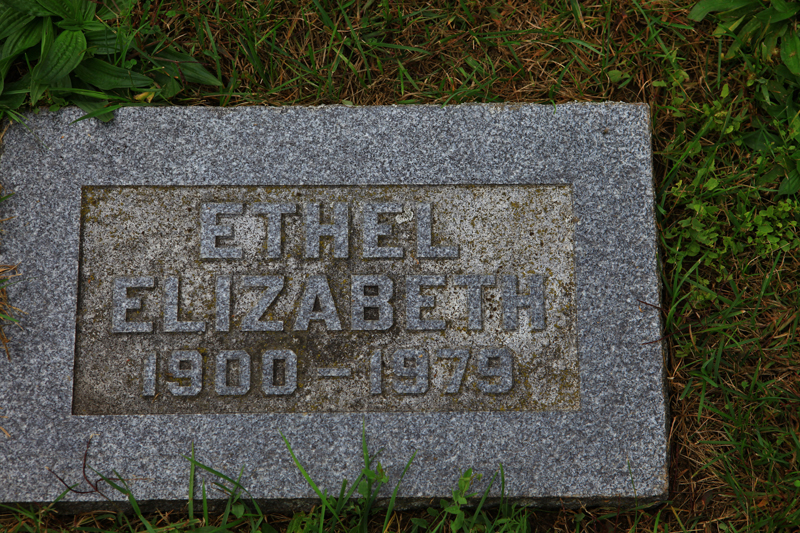 ETHEL
ELIZABETH
1900 – 1979